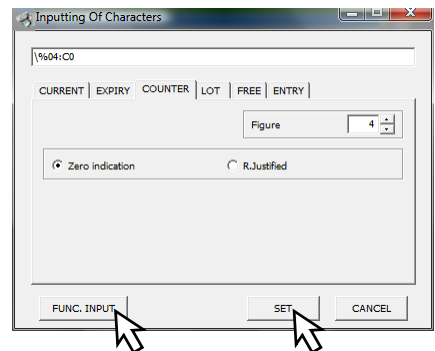 Inputting Of Characters
\%04:C0
CURRENT EXPIRY COUNTER LOT FREE ENTRY
Figure 4
Zero indication R.Justified
FUNC. INPUT SET CANCEL